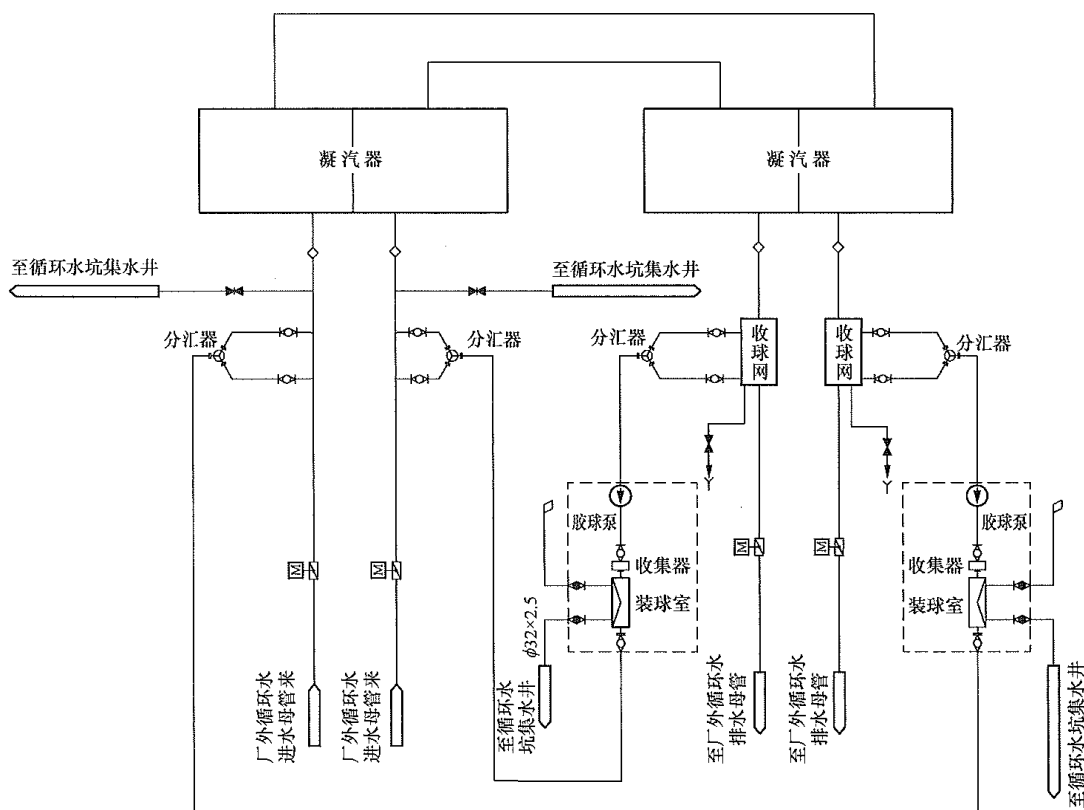 凝汽器
凝汽器
至循环水坑集水井
至循环水坑集水井
分汇器
分汇器
分汇器
收球网
收球网
分汇器
胶球泵
胶球泵
M
M
M
M
收集器
收集器
装球室
装球室
ϕ32×2.5
厂外循环水
进水母管来
厂外循环水
进水母管来
至循环水
坑集水井
至厂外循环水
排水母管
至厂外循环水
排水母管
至循环水坑集水井